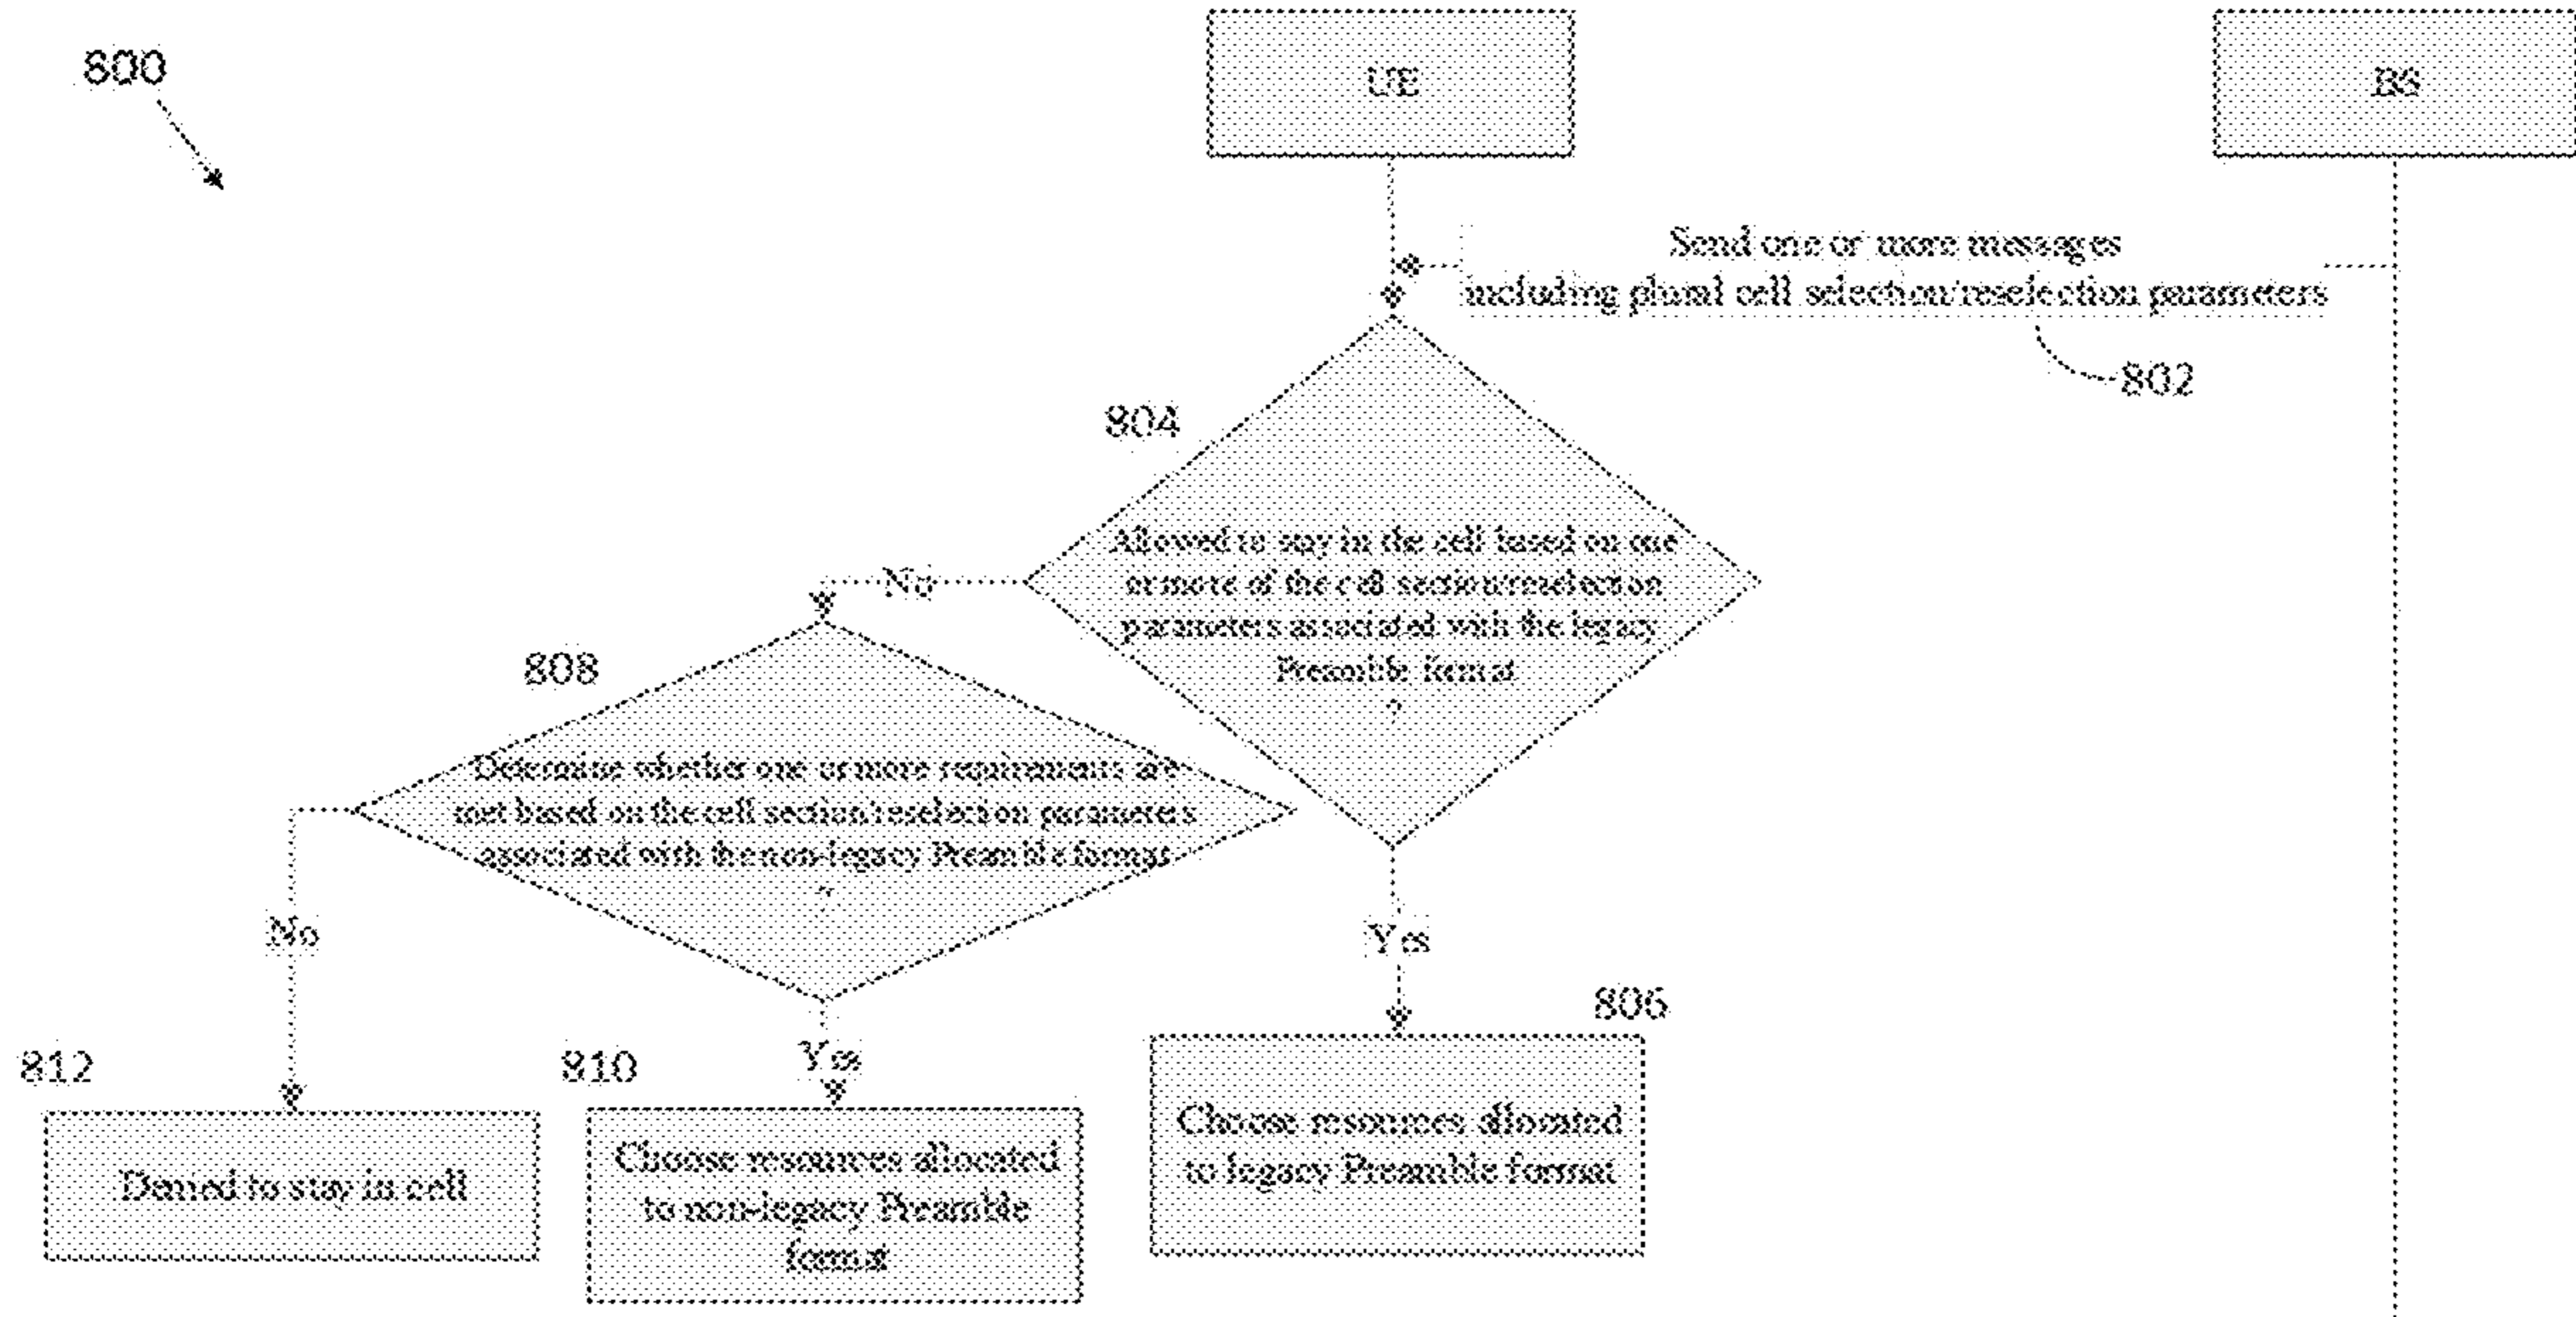 800
UE
BS
Send one or more messages
including plural cell selection/reselection parameters
802
804
Allowed to stay in the cell based on one
or more of the cell section/reselection
parameters associated with the legacy
Preamble format
?
No
808
Determine whether one or more requirements are
met based on the cell section/reselection parameters
associated with the non-legacy Preamble format
?
No
Yes
806
812
810
Yes
Choose resources allocated
to legacy Preamble format
Denied to stay in cell
Choose resources allocated
to non-legacy Preamble
format